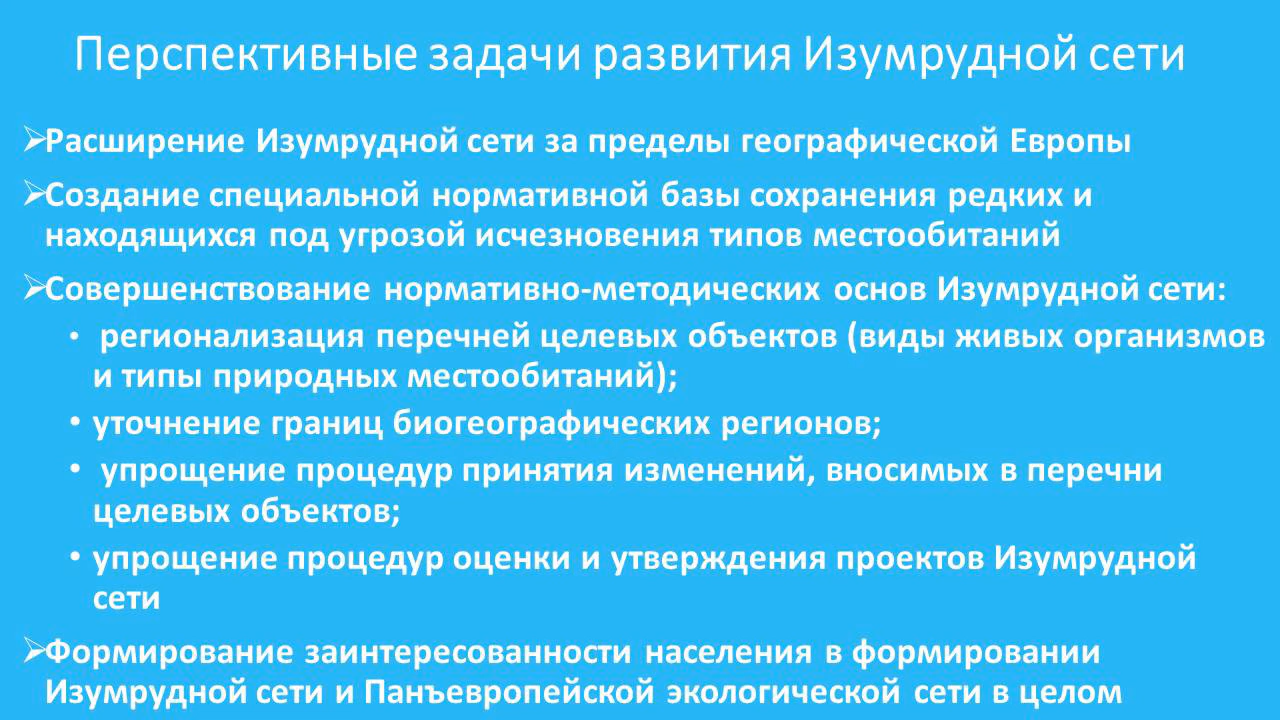 Перспективные задачи развития Изумрудной сети
➢Расширение Изумрудной сети за пределы географической Европы
➢Создание специальной нормативной базы сохранения редких и
находящихся под угрозой исчезновения типов местообитаний
➢Совершенствование нормативно-методических основ Изумрудной сети:
• регионализация перечней целевых объектов (виды живых организмов
и типы природных местообитаний);
• уточнение границ биогеографических регионов;
• упрощение процедур принятия изменений, вносимых в перечни
целевых объектов;
• упрощение процедур оценки и утверждения проектов Изумрудной
сети
➢Формирование заинтересованности населения в формировании
Изумрудной сети и Панъевропейской экологической сети в целом